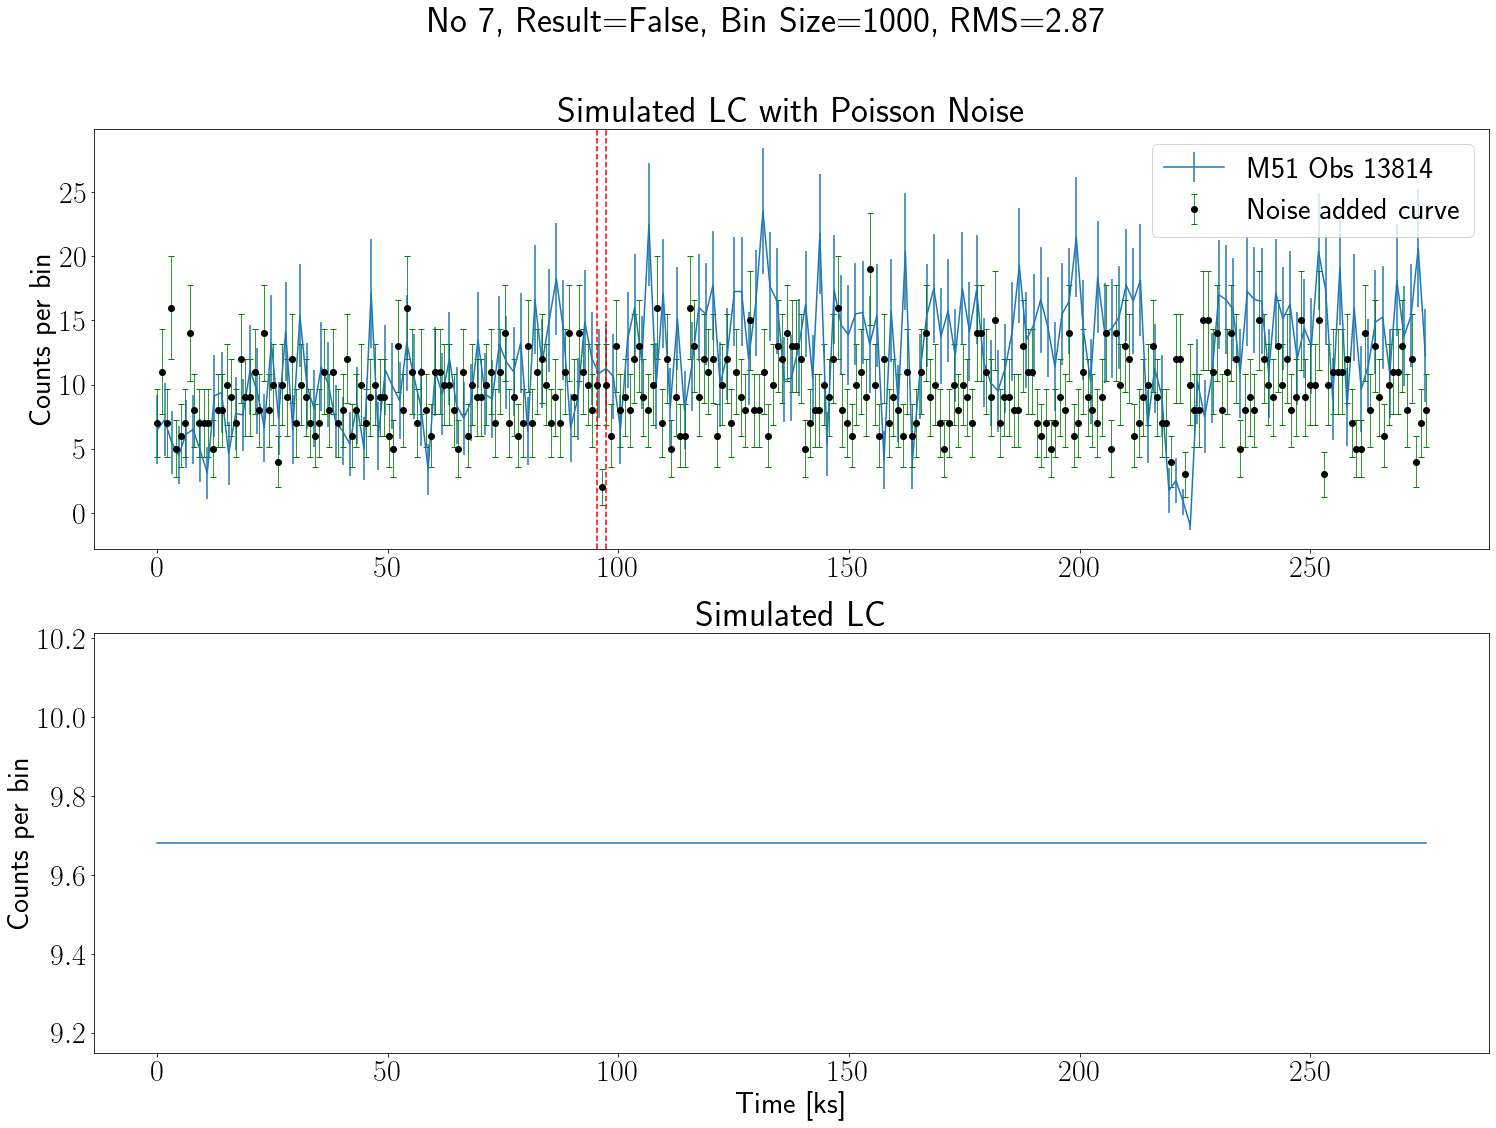 No 7, Result=False, Bin Size=1000, RMS=2.87
Simulated LC with Poisson Noise
M51 Obs 13814
Noise added curve
Counts per bin
25
20
15
10
5
0
0 50 100 150 200 250
Simulated LC
Counts per bin
10.2
10.0
9.8
9.6
9.4
9.2
0 50 100 150 200 250
Time [ks]